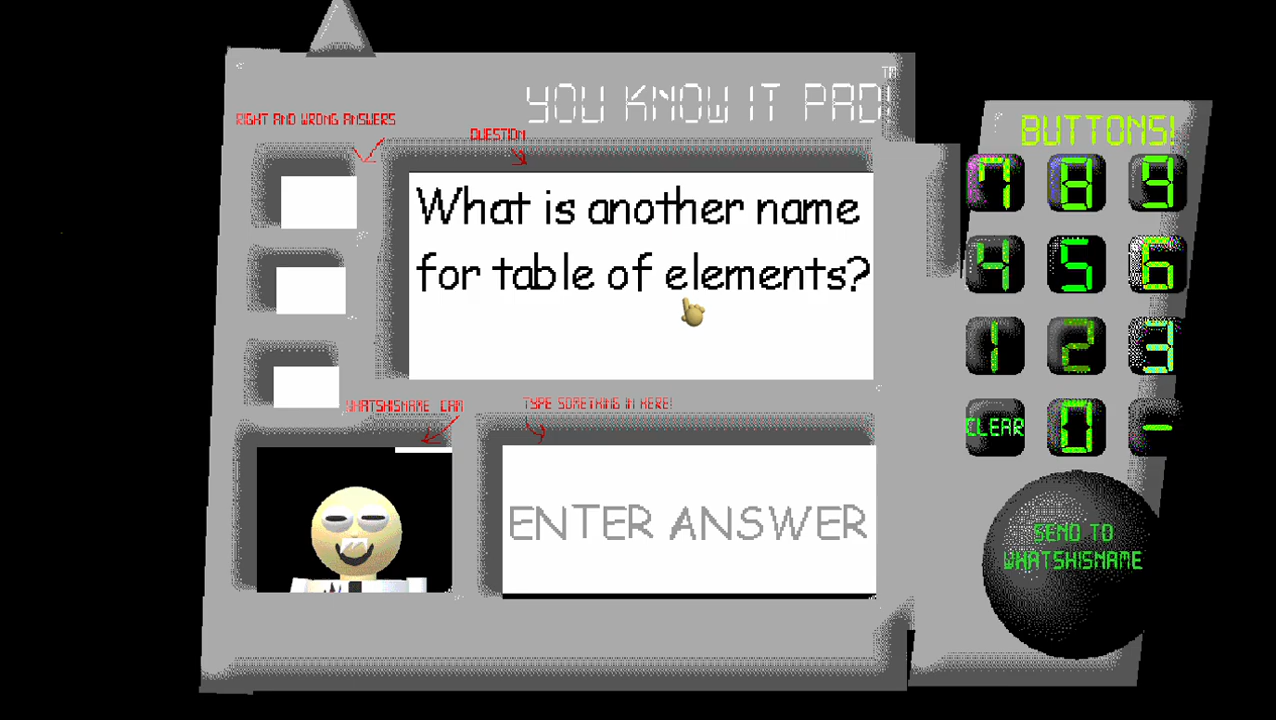 YOU KNOW IT PAD! TM
RIGHT AND WRONG ANSWERS
QUESTION
What is another name
for table of elements?
WHATSHISNAME CAM
TYPE SOMETHING IN HERE!
ENTER ANSWER
BUTTONS!
7 8 9
4 5 6
1 2 3
CLEAR 0 -
SEND TO
WHATSHISNAME